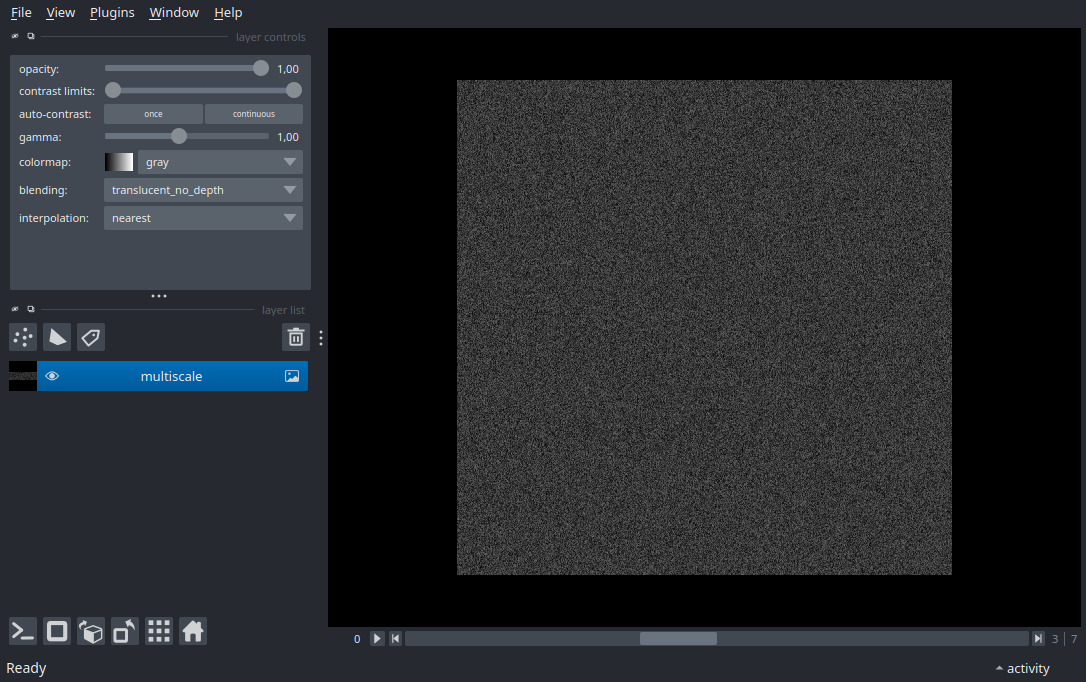 File View Plugins Window Help
layer controls
opacity: 1,00
contrast limits:
auto-contrast: once continuous
gamma: 1,00
colormap: gray
blending: translucent_no_depth
interpolation: nearest
layer list
multiscale
0 3 | 7
Ready activity